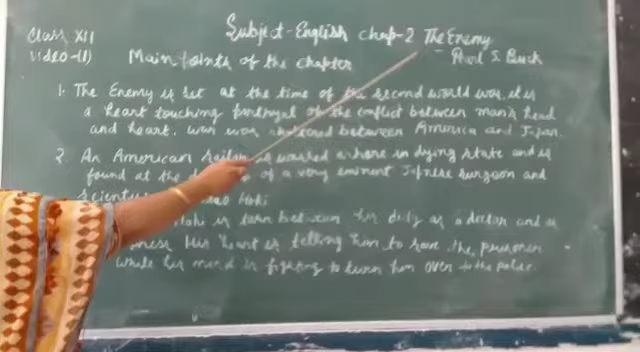 Class XII
Subject-English chap-2 The Enemy
Video-(1)
Main points of the chapter
- Pearl S. Buck
1. The Enemy is set at the time of the second world war. it is
a heart touching portrayal of the conflict between man's head
and heart. war was between America and Japan
2. An American sailor is washed ashore in dying state and is
found at the of a very eminent Japnese surgeon and
Hoki
is torn between his duty as a doctor and a
His heart is telling him to save the prisoner
while his mind is fighting to turn him over to the police.